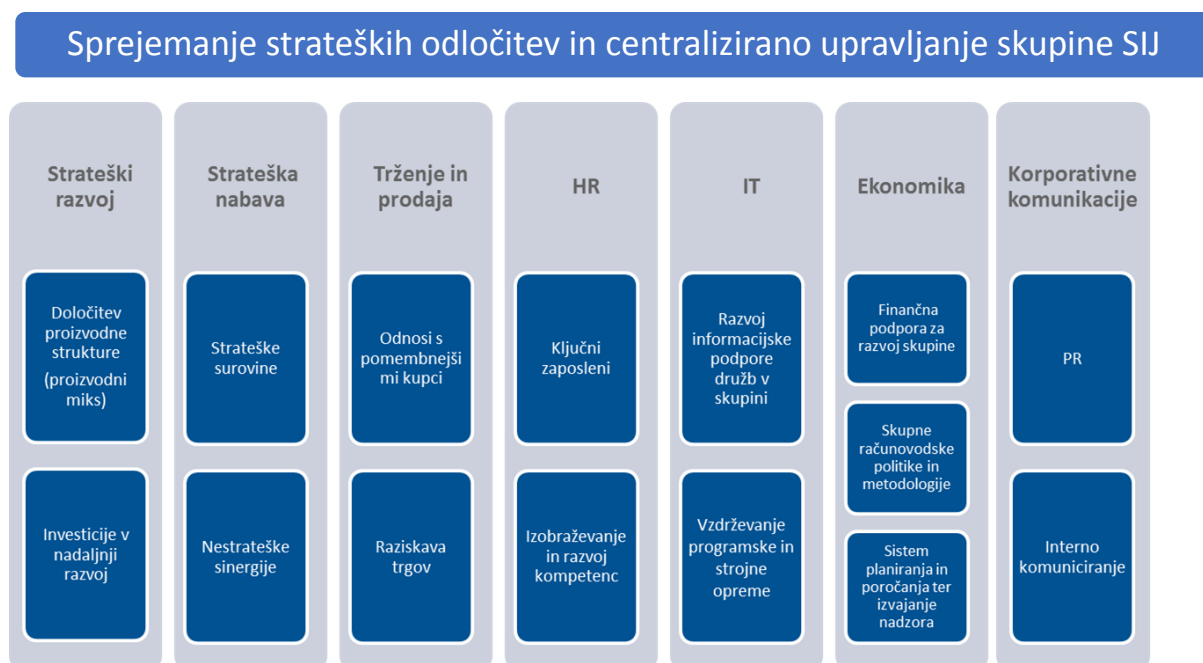 Sprejemanje strateških odločitev in centralizirano upravljanje skupine SIJ
Strateški
razvoj
Določitev
proizvodne
strukture
(proizvodni
miks)
Investicije v
nadaljnji
razvoj
Strateška
nabava
Strateške
surovine
Nestrateške
sinergije
Trženje in
prodaja
Odnosi s
pomembnejši
mi kupci
Raziskava
trgov
HR
Ključni
zaposleni
Izobraževanje
in razvoj
kompetenc
IT
Razvoj
informacijske
podpore
družb v
skupini
Vzdrževanje
programske in
strojne
opreme
Ekonomika
Finančna
podpora za
razvoj skupine
Skupne
računovodske
politike in
metodologije
Sistem
planiranja in
poročanja ter
izvajanje
nadzora
Korporativne
komunikacije
PR
Interno
komuniciranje